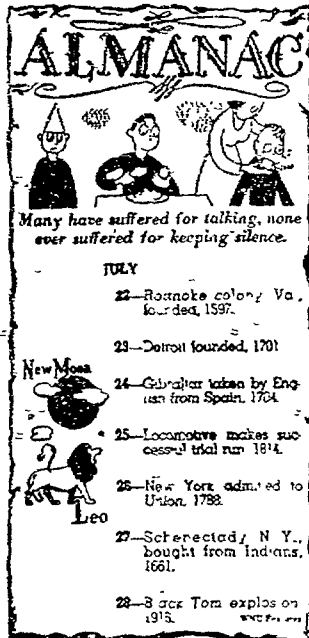 ALMANAC
Many have suffered for talking, none
ever suffered for keeping silence.
JULY
22—Roanoke colony Va.,
founded, 1597.
23—Detroit founded, 1701
New Moon
24—Gibraltar taken by Eng-
lish from Spain, 1704.
25—Locomotive makes suc-
cessful trial run 1814.
26—New York admitted to
Union, 1788.
Leo
27—Schenectady N. Y.,
bought from Indians,
1661.
28—Black Tom explosion
1916.